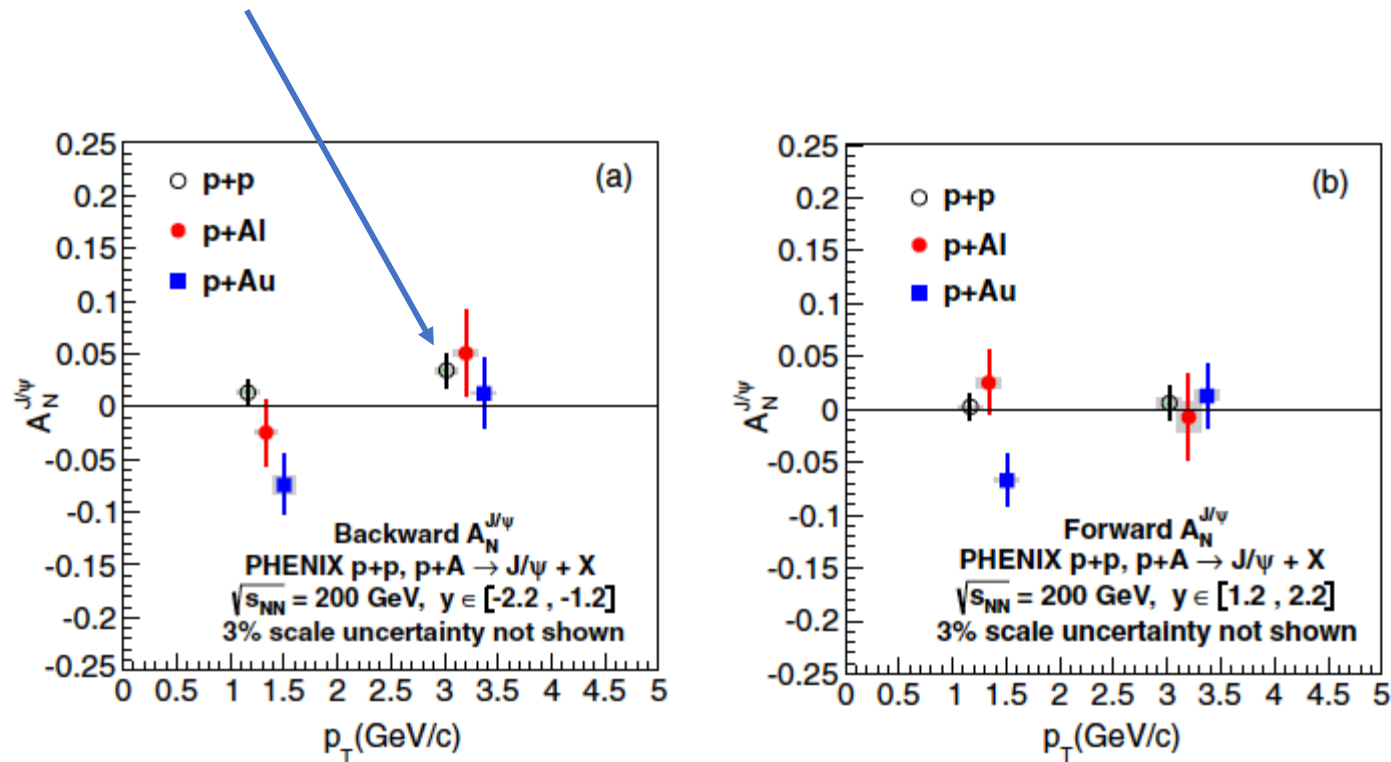 0.25
0.2
0.15
0.1
0.05
0
-0.05
-0.1
-0.15
-0.2
-0.25
A_N^{J/ψ}
(a)
p+p
p+Al
p+Au
Backward A_N^{J/ψ}
PHENIX p+p, p+A → J/ψ + X
√s_{NN} = 200 GeV, y ∈ [-2.2 , -1.2]
3% scale uncertainty not shown
0 0.5 1 1.5 2 2.5 3 3.5 4 4.5 5
p_T(GeV/c)
0.25
0.2
0.15
0.1
0.05
0
-0.05
-0.1
-0.15
-0.2
-0.25
A_N^{J/ψ}
(b)
p+p
p+Al
p+Au
Forward A_N^{J/ψ}
PHENIX p+p, p+A → J/ψ + X
√s_{NN} = 200 GeV, y ∈ [1.2 , 2.2]
3% scale uncertainty not shown
0 0.5 1 1.5 2 2.5 3 3.5 4 4.5 5
p_T(GeV/c)